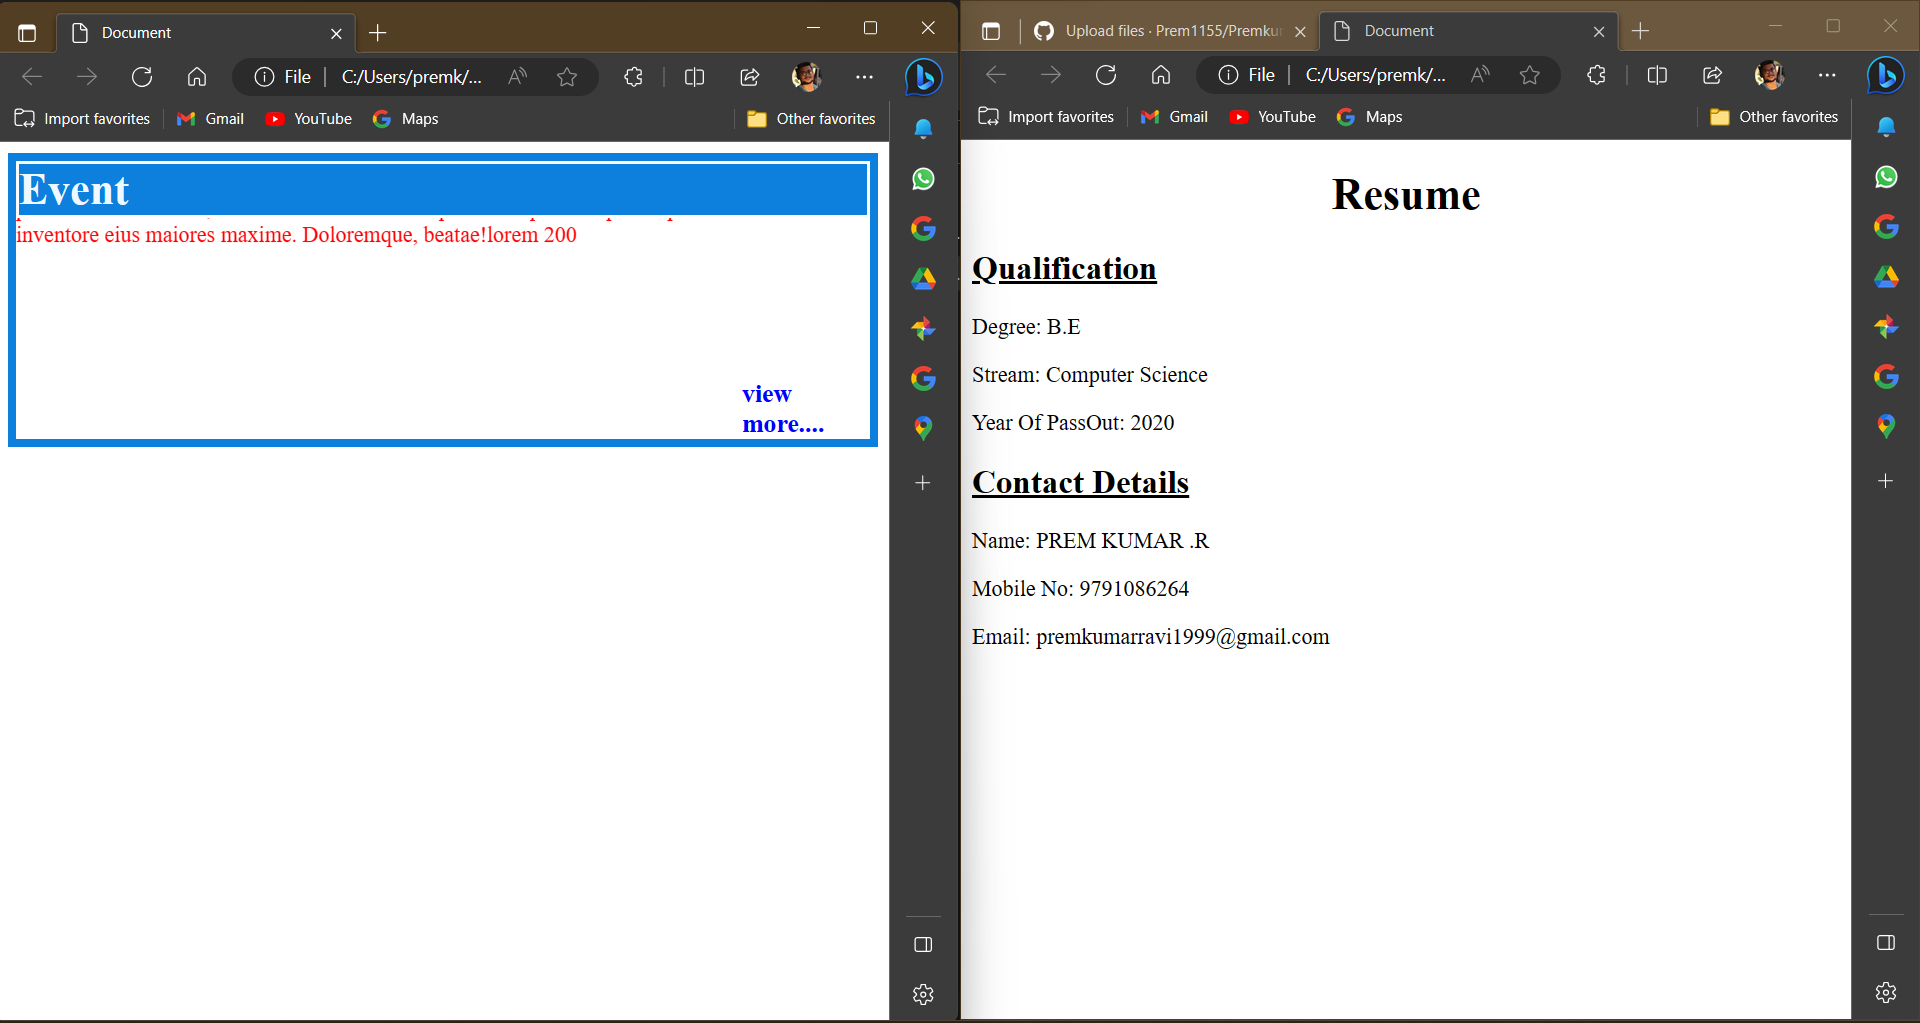 Document
File
C:/Users/premk/...
Import favorites
Gmail
YouTube
Maps
Other favorites
Event
inventore eius maiores maxime. Doloremque, beatae!lorem 200
view
more....
Upload files · Prem1155/Premkur
Document
File
C:/Users/premk/...
Import favorites
Gmail
YouTube
Maps
Other favorites
Resume
Qualification
Degree: B.E
Stream: Computer Science
Year Of PassOut: 2020
Contact Details
Name: PREM KUMAR .R
Mobile No: 9791086264
Email: premkumarravi1999@gmail.com